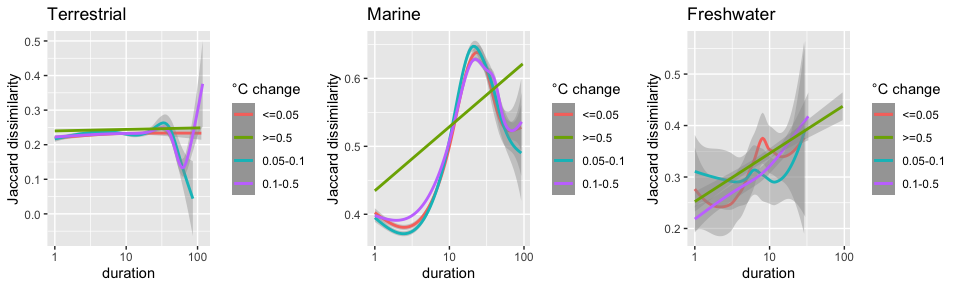 Terrestrial
Jaccard dissimilarity
0.5
0.4
0.3
0.2
0.1
0.0
1
10
100
duration
°C change
<=0.05
>=0.5
0.05-0.1
0.1-0.5
Marine
Jaccard dissimilarity
0.6
0.5
0.4
1
10
100
duration
°C change
<=0.05
>=0.5
0.05-0.1
0.1-0.5
Freshwater
Jaccard dissimilarity
0.5
0.4
0.3
0.2
1
10
100
duration
°C change
<=0.05
>=0.5
0.05-0.1
0.1-0.5